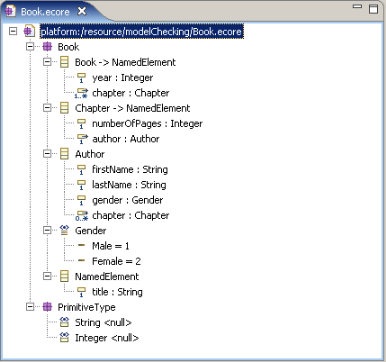 Book.ecore
platform:/resource/modelChecking/Book.ecore
Book
Book -> NamedElement
1 year : Integer
1..* chapter : Chapter
Chapter -> NamedElement
1 numberOfPages : Integer
1 author : Author
Author
1 firstName : String
1 lastName : String
1 gender : Gender
0..* chapter : Chapter
Gender
Male = 1
Female = 2
NamedElement
1 title : String
PrimitiveType
String <null>
Integer <null>